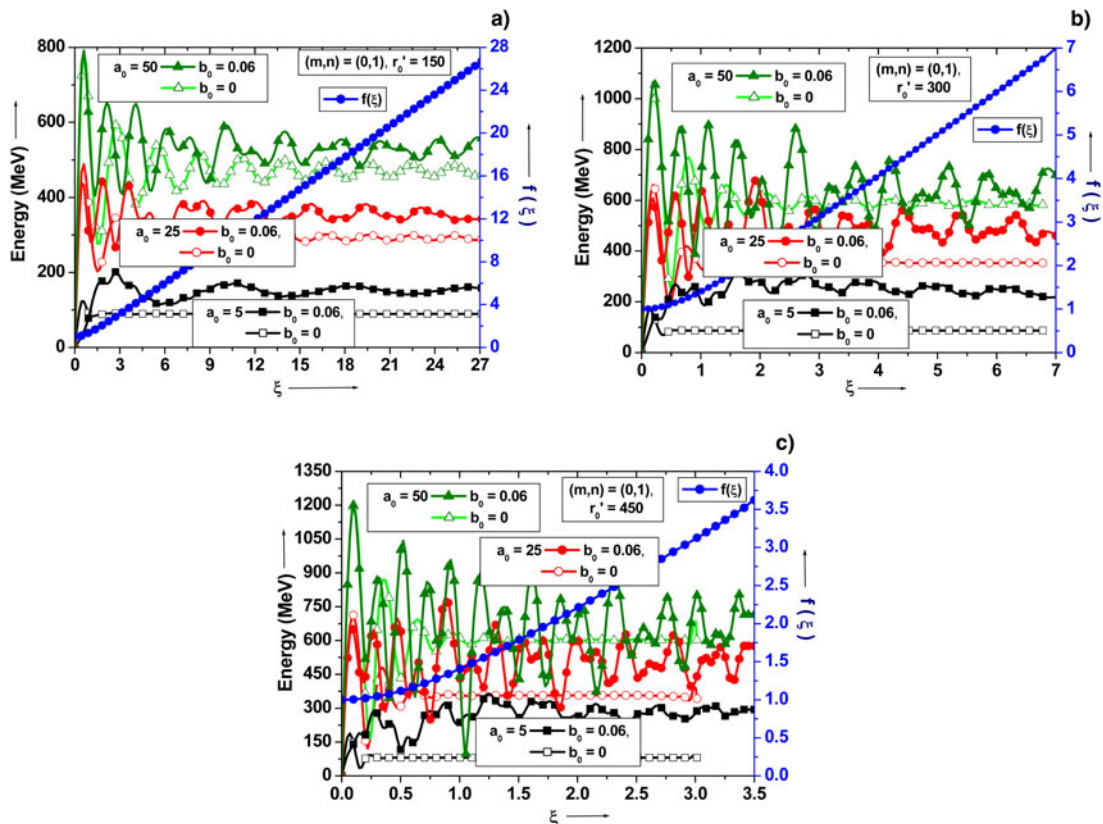 a)
800
600
400
200
0
Energy (MeV)
a0 = 50 b0 = 0.06
b0 = 0
(m,n) = (0,1), r0' = 150
f(ξ)
a0 = 25 b0 = 0.06,
b0 = 0
a0 = 5 b0 = 0.06,
b0 = 0
28
24
20
16
12
8
4
0
f (ξ)
0 3 6 9 12 15 18 21 24 27
ξ
b)
1200
1000
800
600
400
200
0
Energy (MeV)
a0 = 50 b0 = 0.06
b0 = 0
(m,n) = (0,1),
r0' = 300
f(ξ)
a0 = 25 b0 = 0.06,
b0 = 0
a0 = 5 b0 = 0.06,
b0 = 0
7
6
5
4
3
2
1
0
f (ξ)
0 1 2 3 4 5 6 7
ξ
c)
1350
1200
1050
900
750
600
450
300
150
0
Energy (MeV)
a0 = 50 b0 = 0.06
b0 = 0
(m,n) = (0,1),
r0' = 450
f(ξ)
a0 = 25 b0 = 0.06,
b0 = 0
a0 = 5 b0 = 0.06,
b0 = 0
4.0
3.5
3.0
2.5
2.0
1.5
1.0
0.5
0.0
f (ξ)
0.0 0.5 1.0 1.5 2.0 2.5 3.0 3.5
ξ